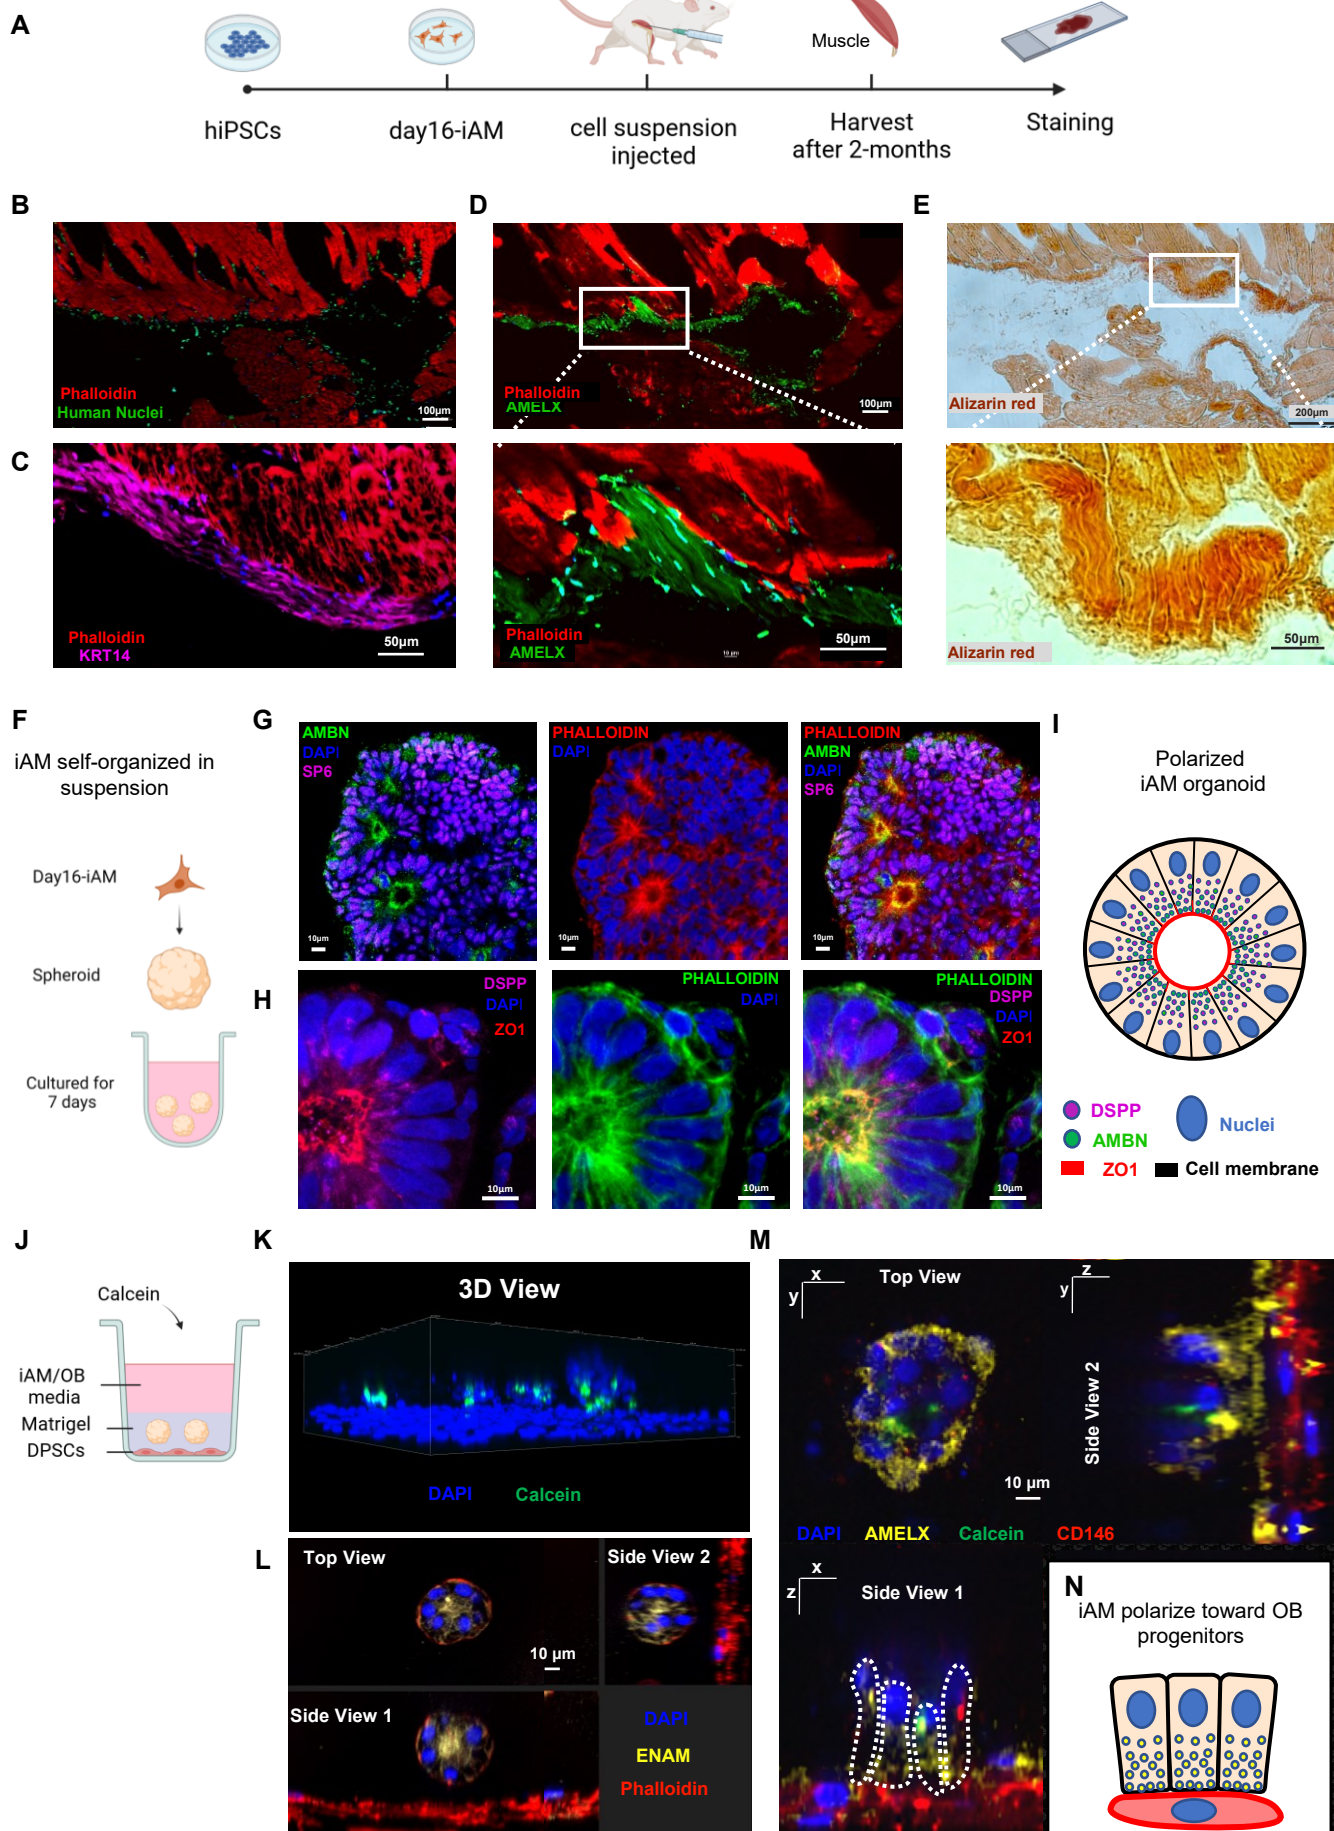 A
Muscle
hiPSCs
day16-iAM
cell suspension
injected
Harvest
after 2-months
Staining
B
Phalloidin
Human Nuclei
100µm
C
Phalloidin
KRT14
50µm
D
Phalloidin
AMELX
100µm
Phalloidin
AMELX
10 µm
50µm
E
Alizarin red
200µm
Alizarin red
50µm
F
iAM self-organized in
suspension
Day16-iAM
Spheroid
Cultured for
7 days
G
AMBN
DAPI
SP6
10µm
PHALLOIDIN
DAPI
10µm
PHALLOIDIN
AMBN
DAPI
SP6
10µm
H
DSPP
DAPI
ZO1
10µm
PHALLOIDIN
DAPI
10µm
PHALLOIDIN
DSPP
DAPI
ZO1
10µm
I
Polarized
iAM organoid
DSPP
AMBN
Nuclei
ZO1
Cell membrane
J
Calcein
iAM/OB
media
Matrigel
DPSCs
K
3D View
DAPI
Calcein
L
Top View
10 µm
Side View 2
Side View 1
DAPI
ENAM
Phalloidin
M
x
y
Top View
10 µm
z
y
Side View 2
DAPI
AMELX
Calcein
CD146
x
z
Side View 1
N
iAM polarize toward OB
progenitors